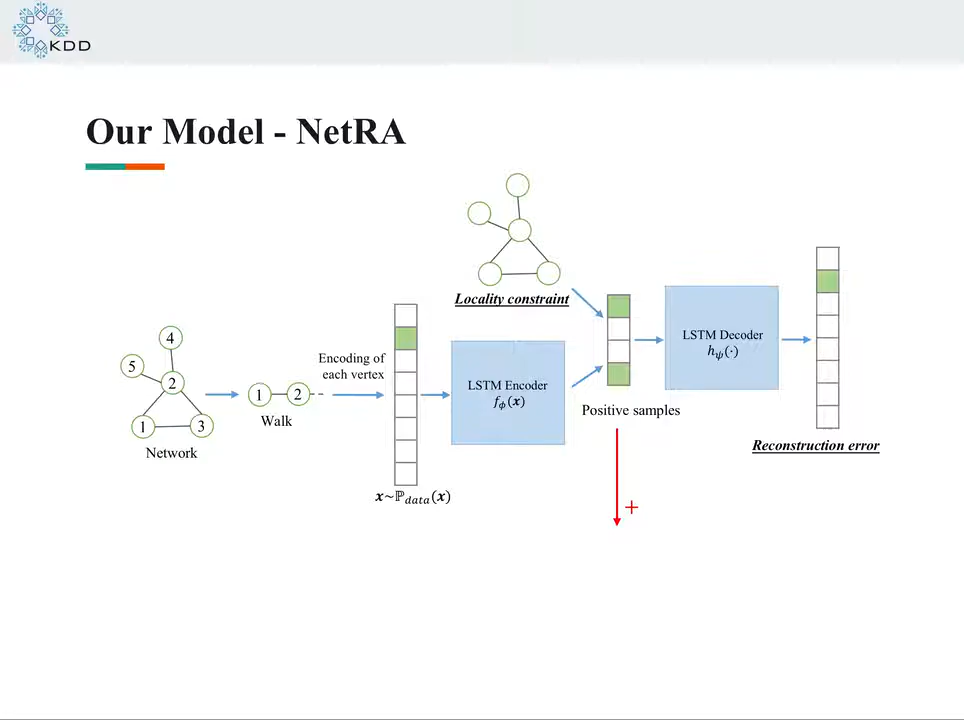 KDD
Our Model - NetRA
4
5
2
1
3
Network
1
2
Walk
Encoding of
each vertex
𝒙~ℙ𝑑𝑎𝑡𝑎(𝒙)
LSTM Encoder
𝑓𝜙(𝒙)
Locality constraint
Positive samples
+
LSTM Decoder
ℎ𝜓(·)
Reconstruction error